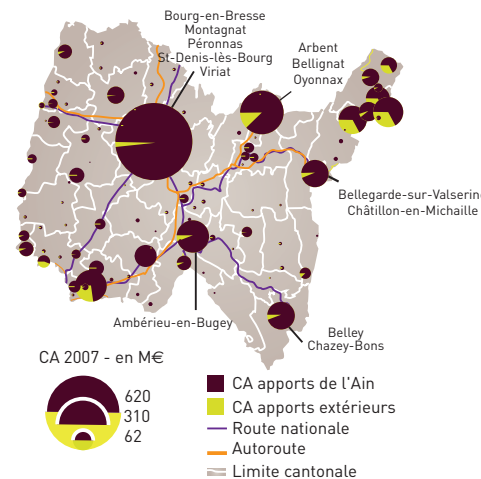 Bourg-en-Bresse
Montagnat
Péronnas
St-Denis-lès-Bourg
Viriat
Arbent
Bellignat
Oyonnax
Bellegarde-sur-Valserine
Châtillon-en-Michaille
Ambérieu-en-Bugey
Belley
Chazey-Bons
CA 2007 - en M€
620
310
62
CA apports de l'Ain
CA apports extérieurs
Route nationale
Autoroute
Limite cantonale